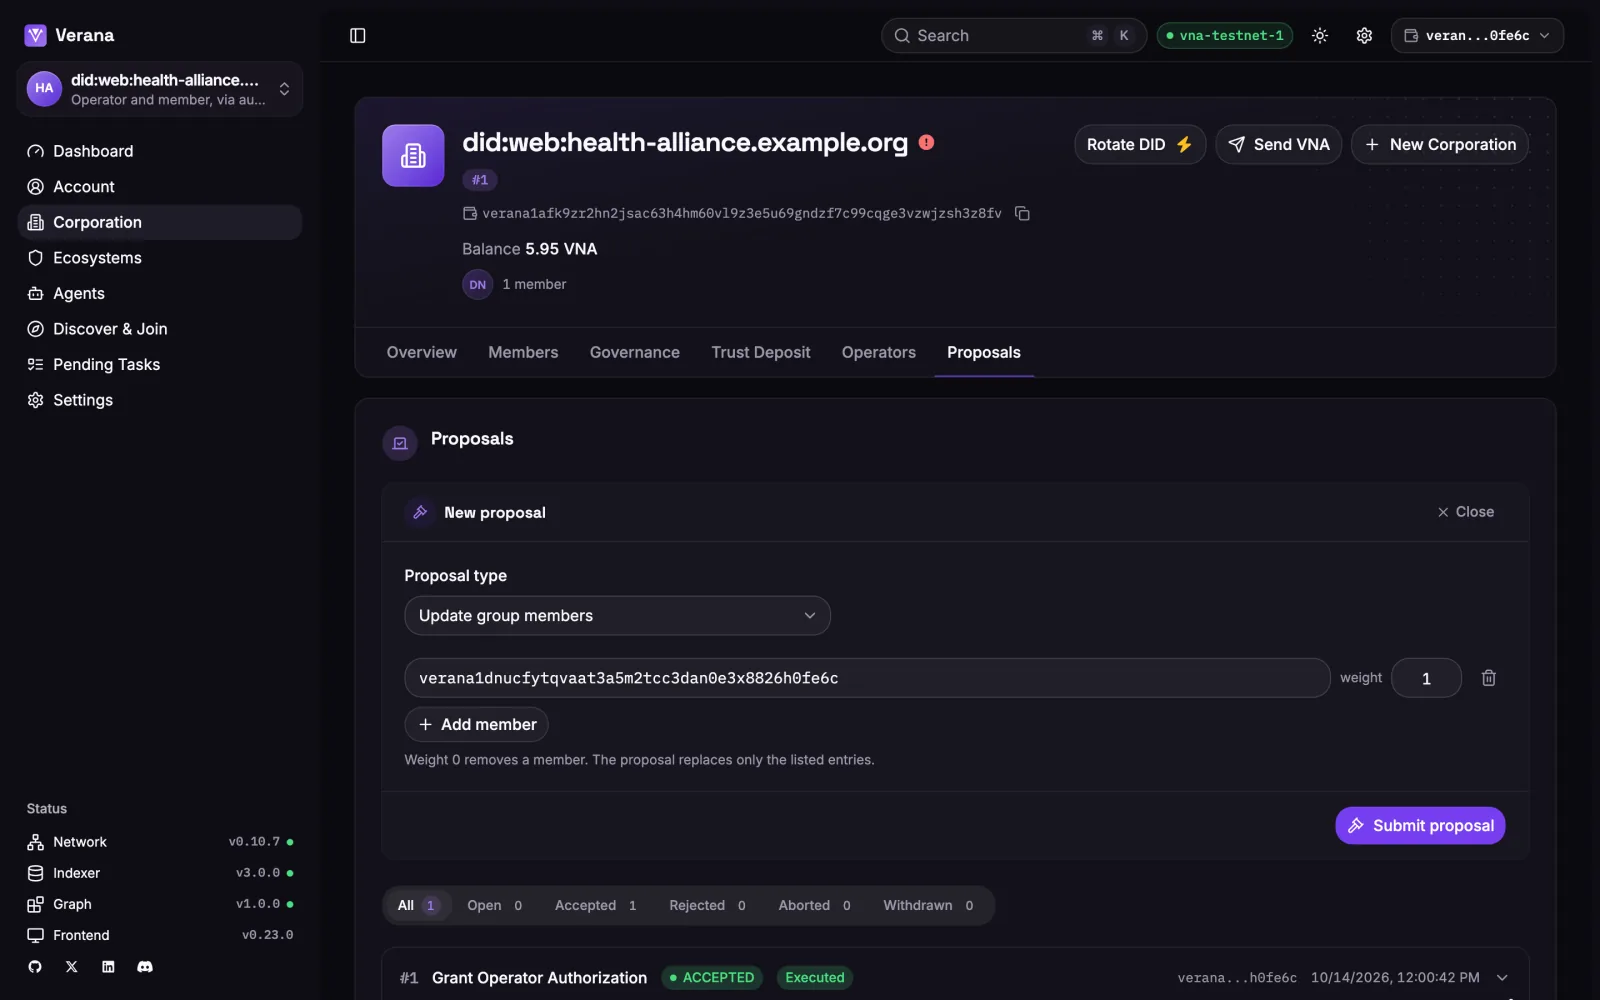 Verana
Search
⌘ K
vna-testnet-1
veran...0fe6c
HA
did:web:health-alliance....
Operator and member, via au...
Dashboard
Account
Corporation
Ecosystems
Agents
Discover & Join
Pending Tasks
Settings
did:web:health-alliance.example.org
#1
verana1afk9zr2hn2jsac63h4hm60vl9z3e5u69gndzf7c99cqge3vzwjzsh3z8fv
Balance 5.95 VNA
DN
1 member
Rotate DID
Send VNA
New Corporation
Overview
Members
Governance
Trust Deposit
Operators
Proposals
Proposals
New proposal
Close
Proposal type
Update group members
verana1dnucfytqvaat3a5m2tcc3dan0e3x8826h0fe6c
weight
1
Add member
Weight 0 removes a member. The proposal replaces only the listed entries.
Submit proposal
All 1
Open 0
Accepted 1
Rejected 0
Aborted 0
Withdrawn 0
#1 Grant Operator Authorization
ACCEPTED
Executed
verana...h0fe6c
10/14/2026, 12:00:42 PM
Status
Network v0.10.7
Indexer v3.0.0
Graph v1.0.0
Frontend v0.23.0